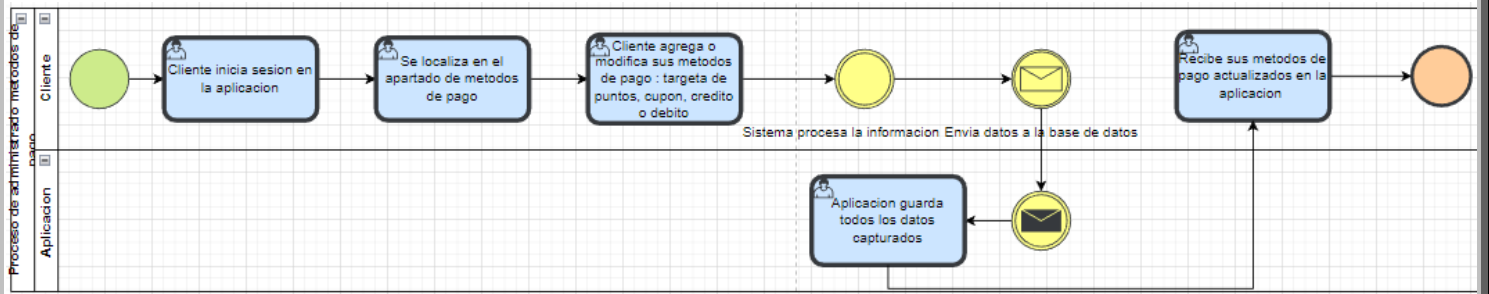 Proceso de administrado metodos de
pago
Cliente
Cliente inicia sesion en
la aplicacion
Se localiza en el
apartado de metodos
de pago
Cliente agrega o
modifica sus metodos
de pago : targeta de
puntos, cupon, credito
o debito
Sistema procesa la informacion
Envia datos a la base de datos
Recibe sus metodos de
pago actualizados en la
aplicacion
Aplicacion
Aplicacion guarda
todos los datos
capturados